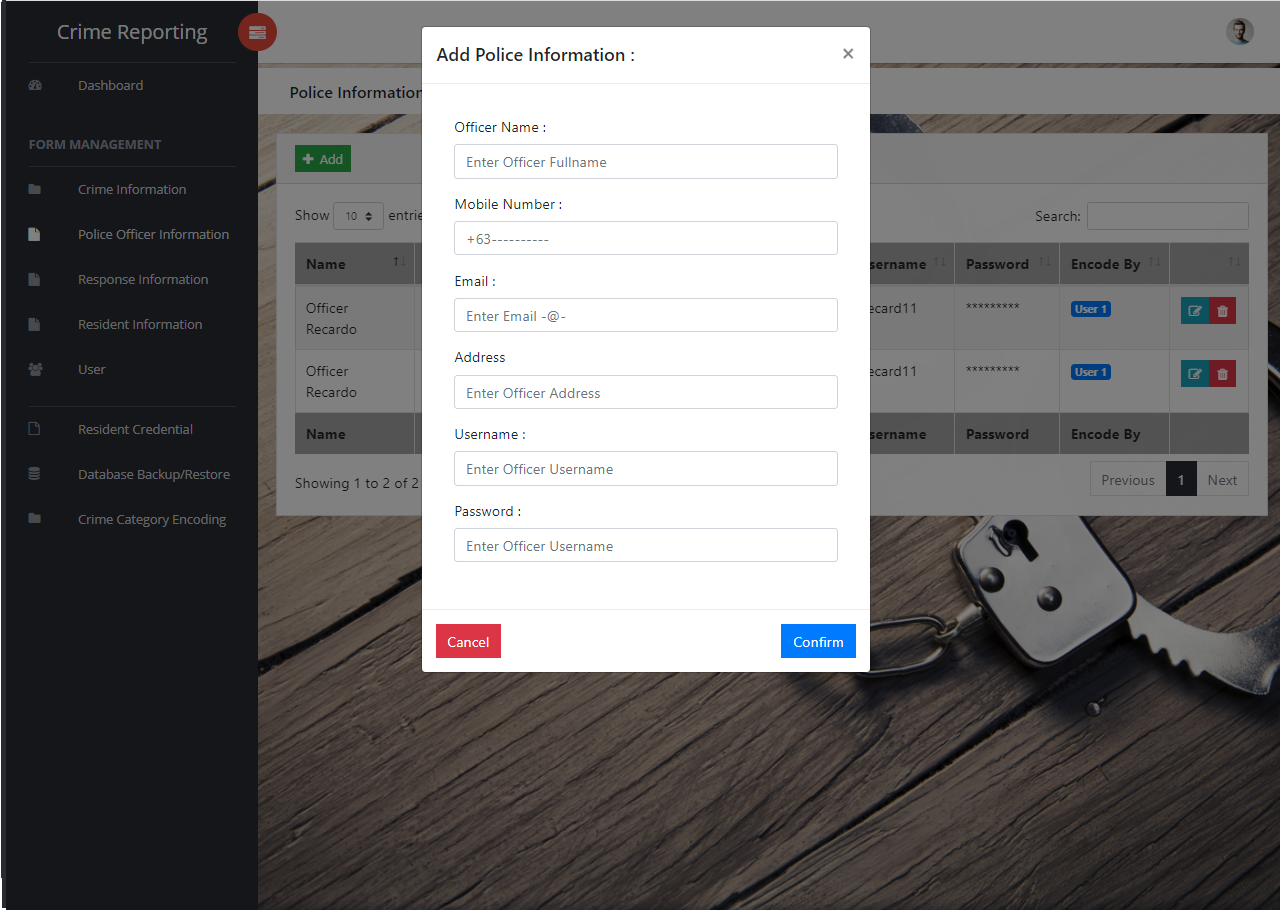 Crime Reporting
Dashboard
FORM MANAGEMENT
Crime Information
Police Officer Information
Response Information
Resident Information
User
Resident Credential
Database Backup/Restore
Crime Category Encoding
Police Information
Add
Show 10 entrie
Search:
Name sername Password Encode By
Officer Recardo ecard11 ********* User 1
Officer Recardo ecard11 ********* User 1
Name sername Password Encode By
Showing 1 to 2 of 2
Previous 1 Next
Add Police Information : ×
Officer Name :
Enter Officer Fullname
Mobile Number :
+63----------
Email :
Enter Email -@-
Address
Enter Officer Address
Username :
Enter Officer Username
Password :
Enter Officer Username
Cancel Confirm